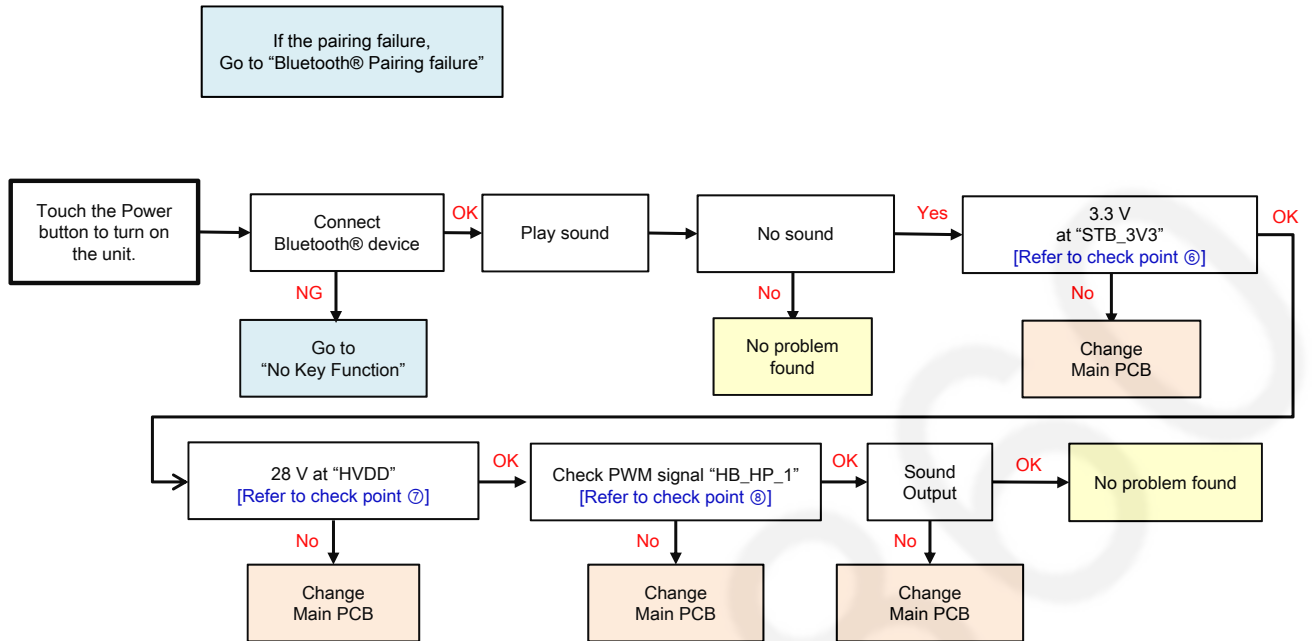 If the pairing failure,
Go to “Bluetooth® Pairing failure”
Touch the Power
button to turn on
the unit.
Connect
Bluetooth® device
OK
Play sound
No sound
Yes
3.3 V
at “STB_3V3”
[Refer to check point ⑥]
OK
NG
No
No
Go to
“No Key Function”
No problem
found
Change
Main PCB
28 V at “HVDD”
[Refer to check point ⑦]
OK
Check PWM signal “HB_HP_1”
[Refer to check point ⑧]
OK
Sound
Output
OK
No problem found
No
No
No
Change
Main PCB
Change
Main PCB
Change
Main PCB